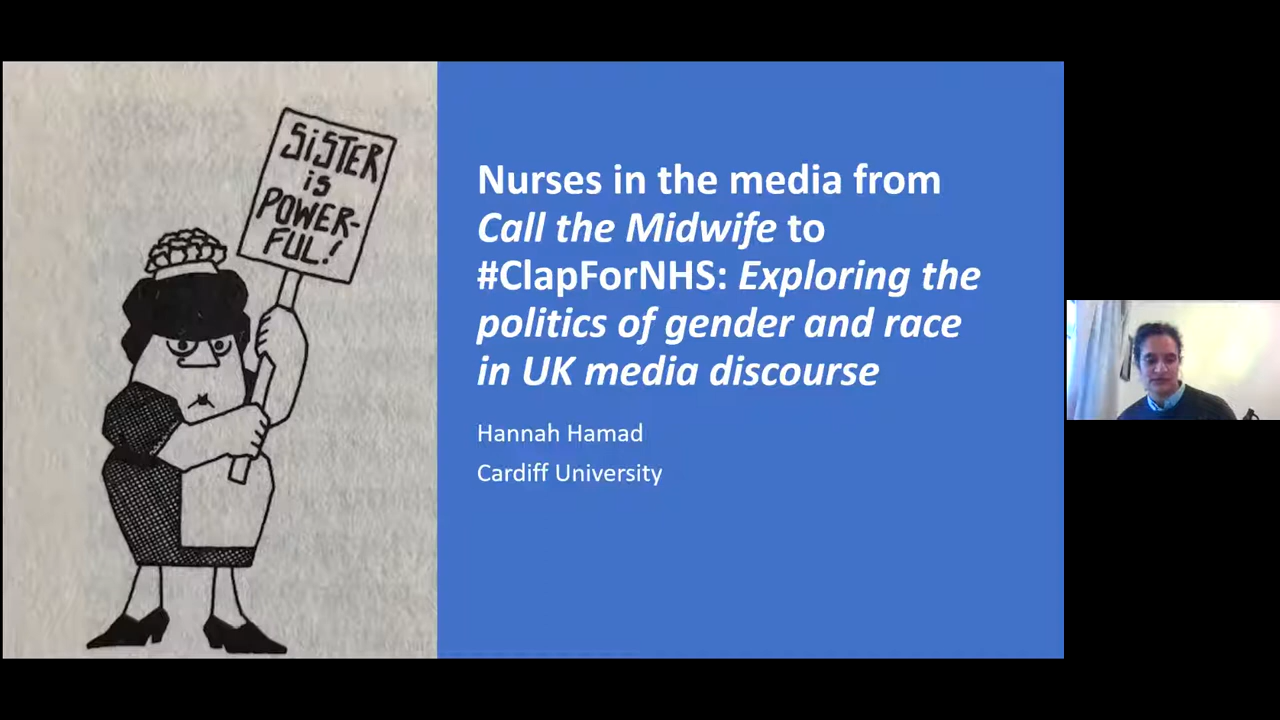 SiSTER
iS
POWER-
FUL!
Nurses in the media from
Call the Midwife to
#ClapForNHS: Exploring the
politics of gender and race
in UK media discourse
Hannah Hamad
Cardiff University